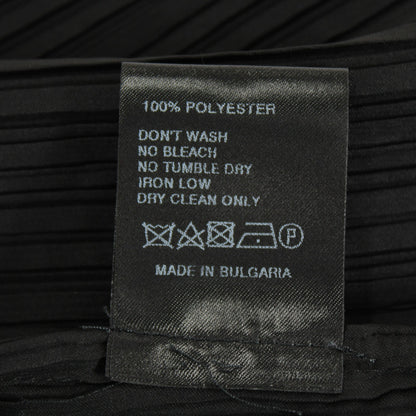 100% POLYESTER
DON'T WASH
NO BLEACH
NO TUMBLE DRY
IRON LOW
DRY CLEAN ONLY
P
MADE IN BULGARIA